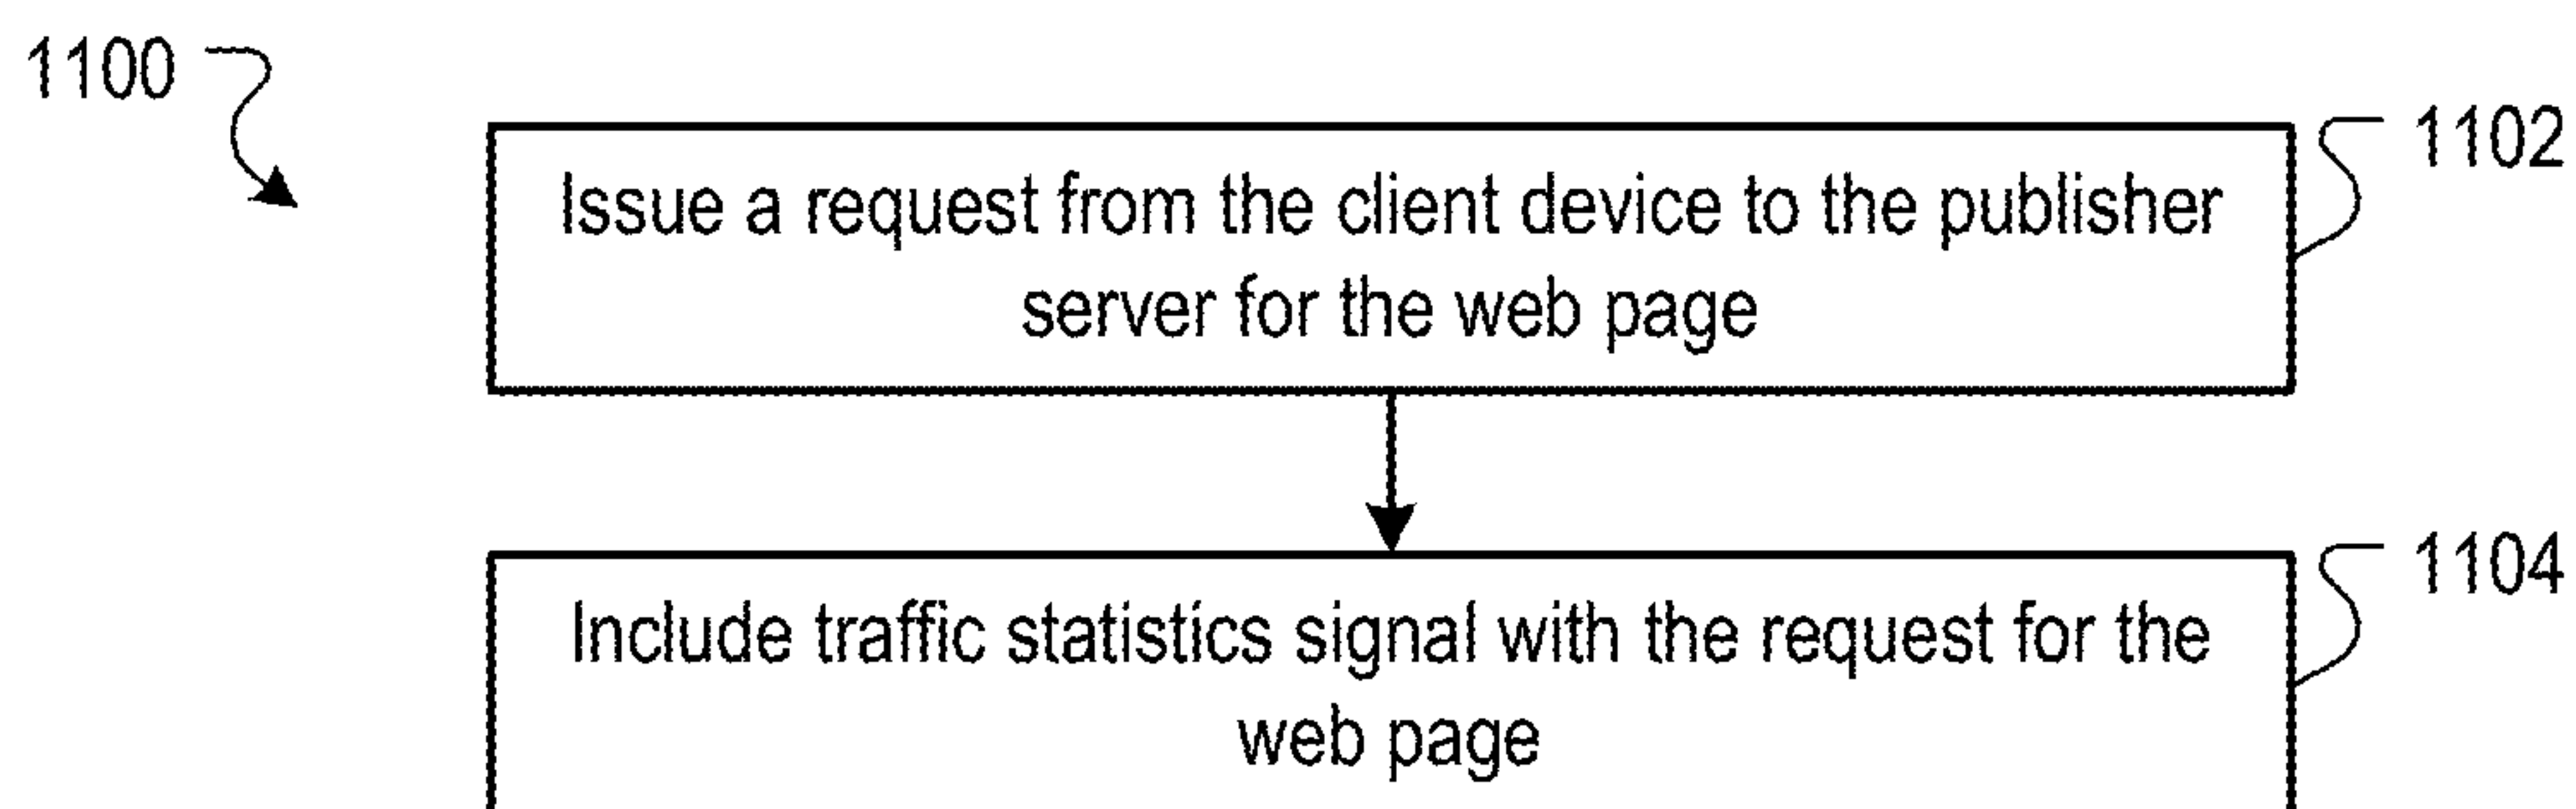 1100
1102
Issue a request from the client device to the publisher
server for the web page
1104
Include traffic statistics signal with the request for the
web page